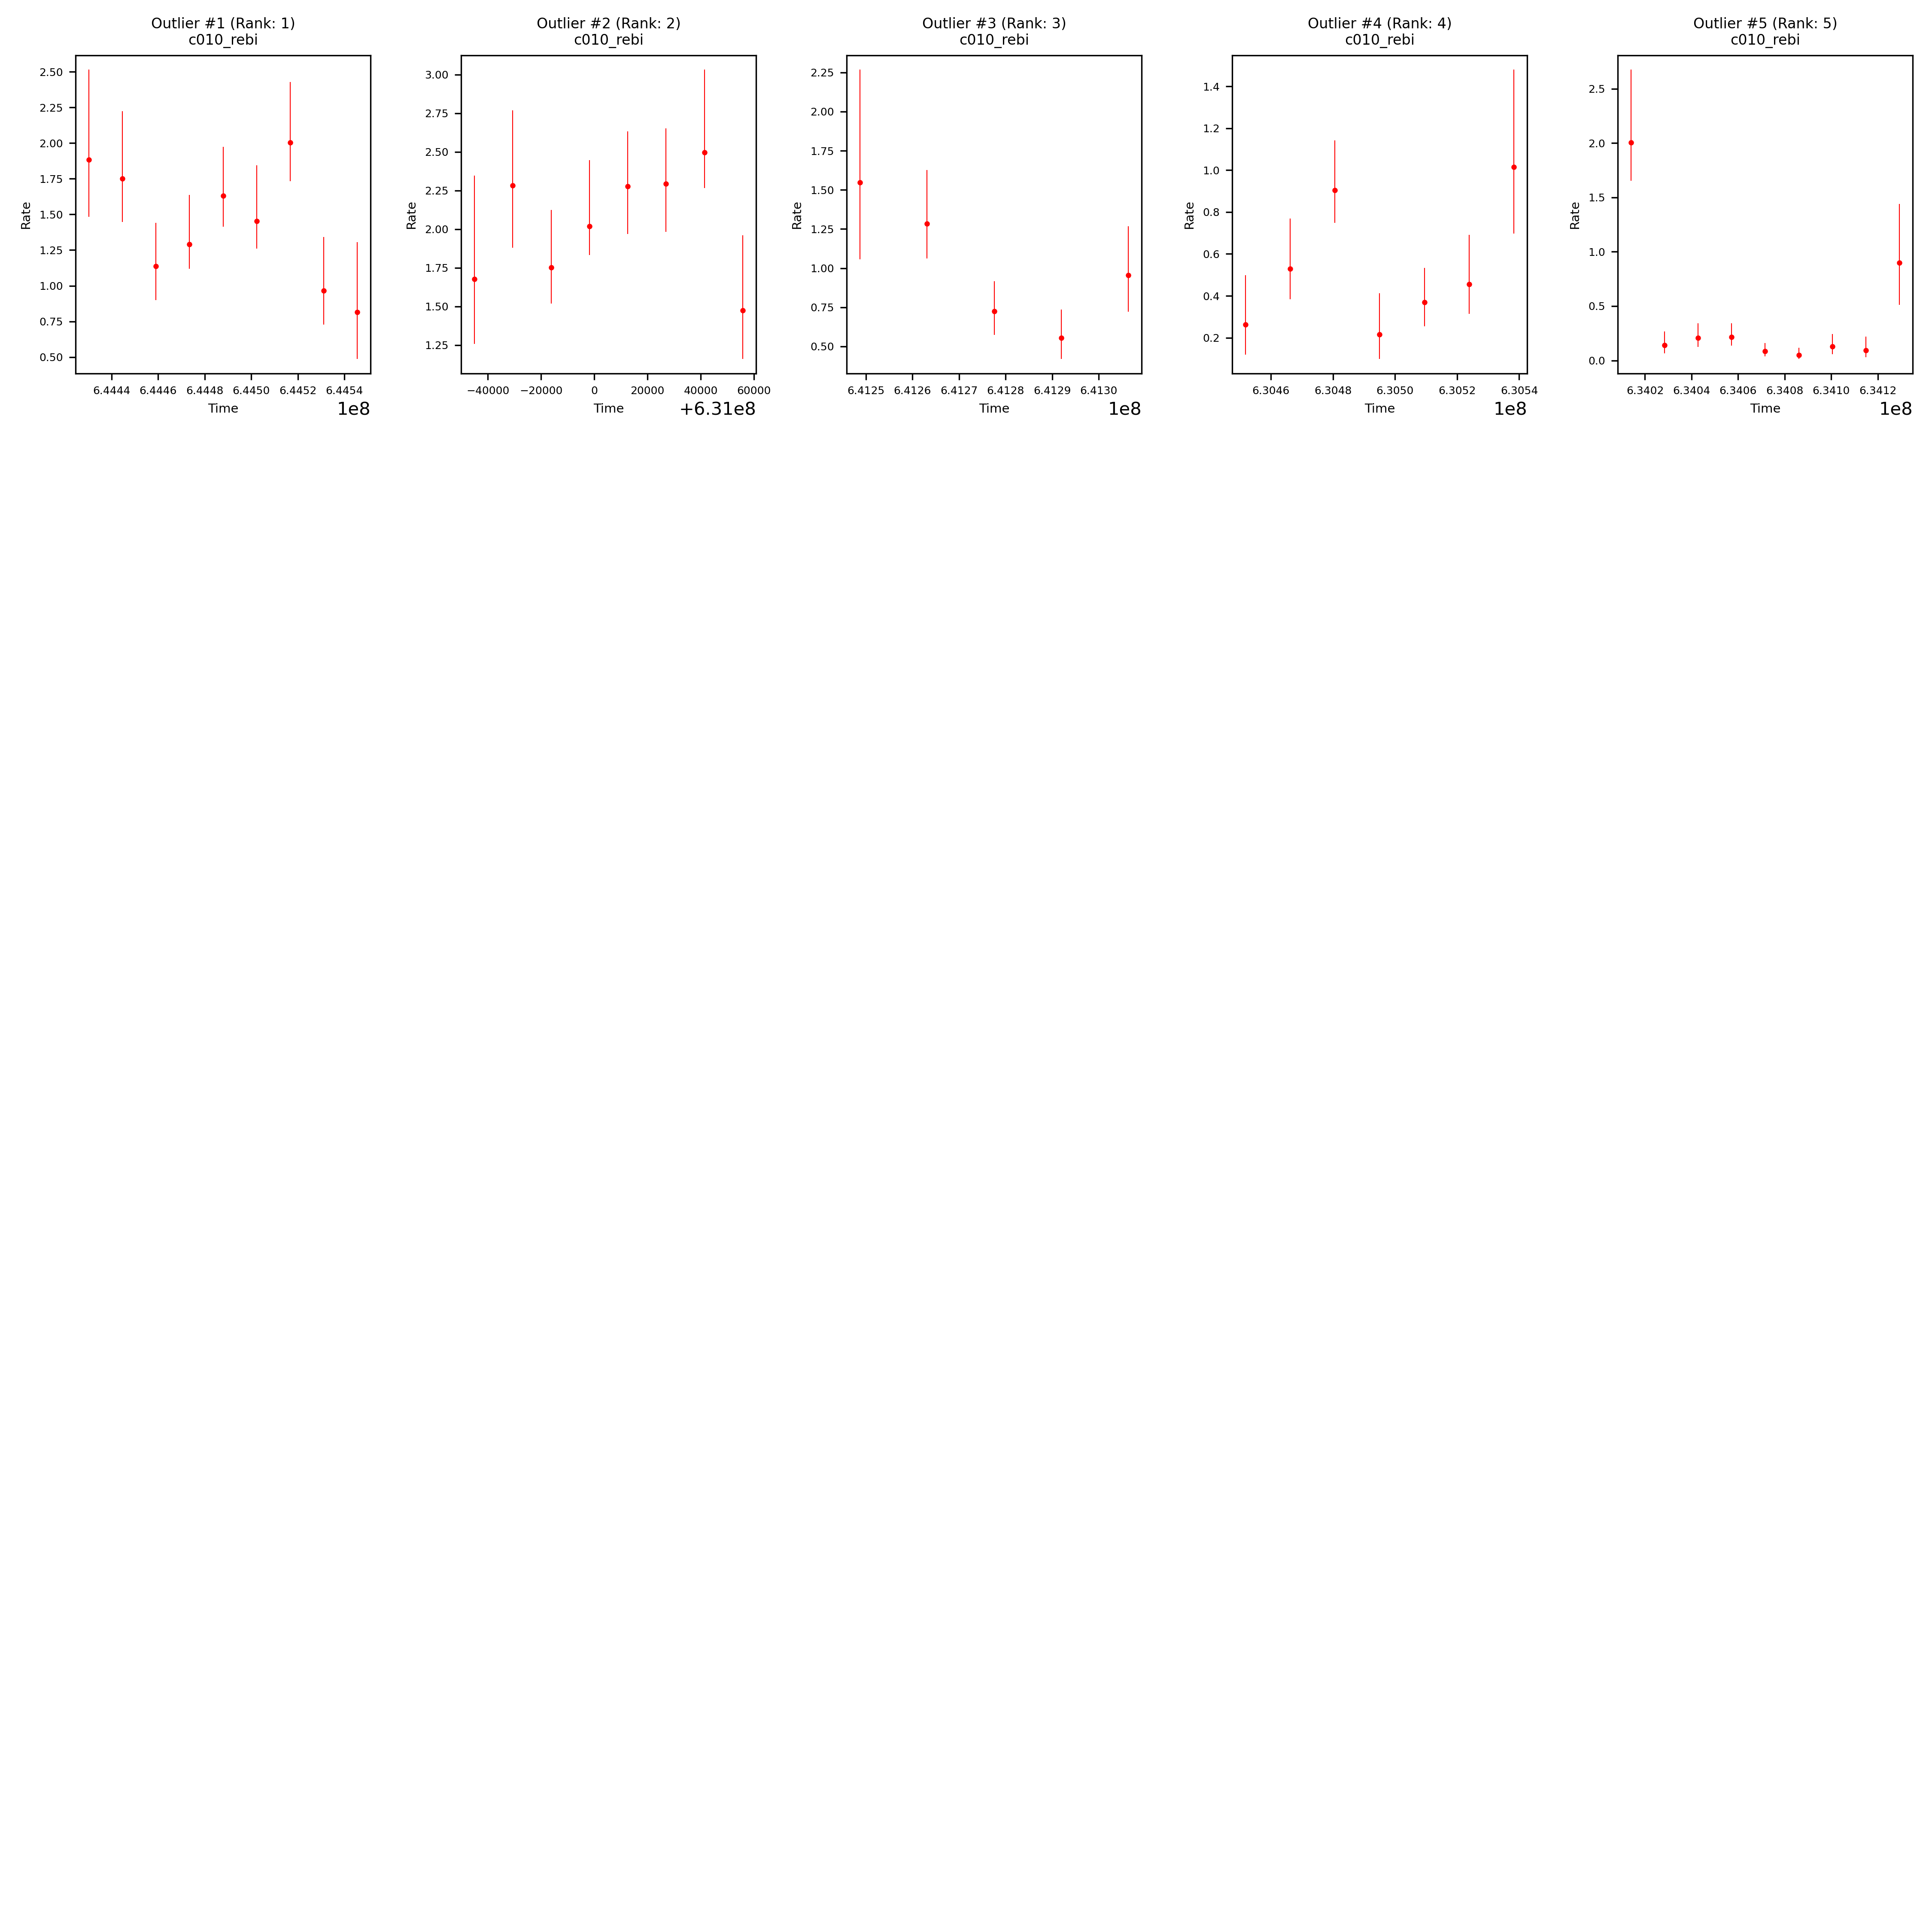 Outlier #1 (Rank: 1)
c010_rebi
2.50
2.25
2.00
1.75
1.50
1.25
1.00
0.75
0.50
Rate
6.4444 6.4446 6.4448 6.4450 6.4452 6.4454
Time
1e8
Outlier #2 (Rank: 2)
c010_rebi
3.00
2.75
2.50
2.25
2.00
1.75
1.50
1.25
Rate
−40000 −20000 0 20000 40000 60000
Time
+6.31e8
Outlier #3 (Rank: 3)
c010_rebi
2.25
2.00
1.75
1.50
1.25
1.00
0.75
0.50
Rate
6.4125 6.4126 6.4127 6.4128 6.4129 6.4130
Time
1e8
Outlier #4 (Rank: 4)
c010_rebi
1.4
1.2
1.0
0.8
0.6
0.4
0.2
Rate
6.3046 6.3048 6.3050 6.3052 6.3054
Time
1e8
Outlier #5 (Rank: 5)
c010_rebi
2.5
2.0
1.5
1.0
0.5
0.0
Rate
6.3402 6.3404 6.3406 6.3408 6.3410 6.3412
Time
1e8